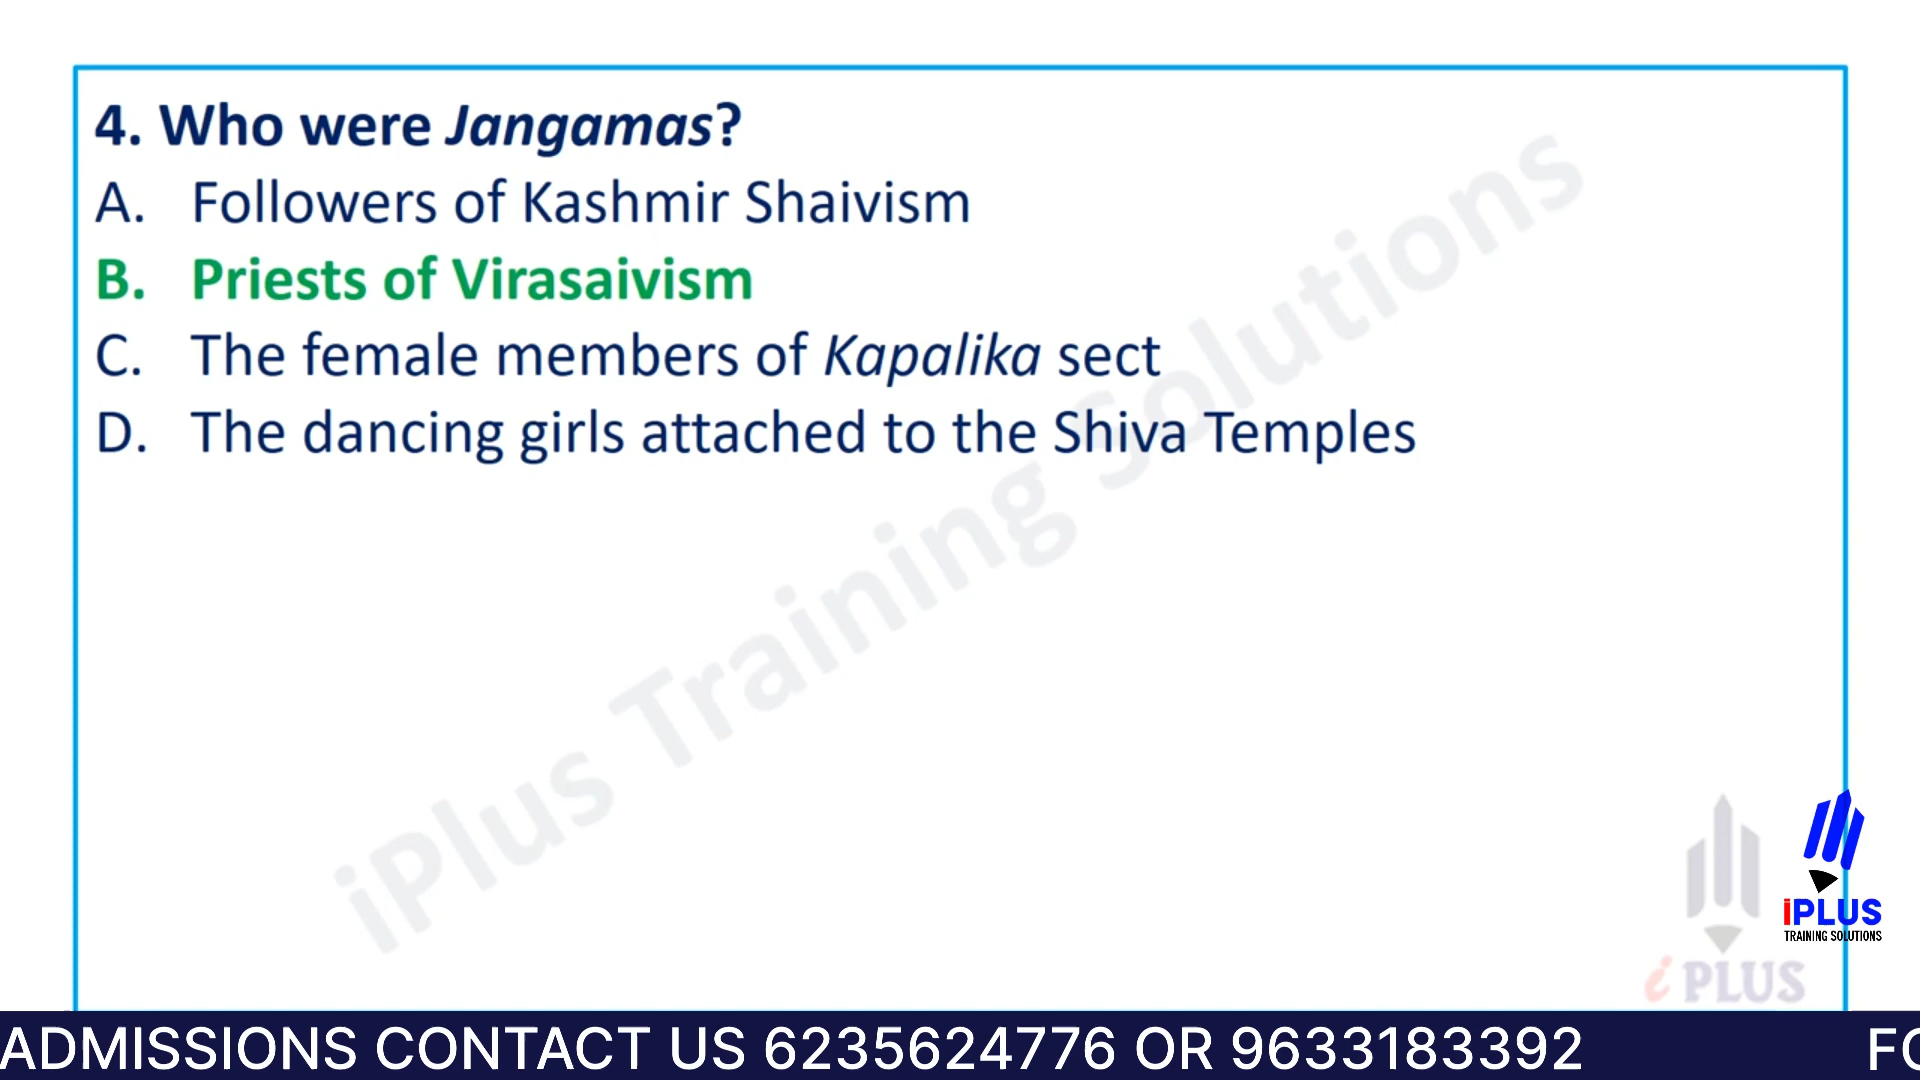 4. Who were Jangamas?
A. Followers of Kashmir Shaivism
B. Priests of Virasaivism
C. The female members of Kapalika sect
D. The dancing girls attached to the Shiva Temples
iPlus Training Solutions
iPLUS
TRAINING SOLUTIONS
i PLUS
ADMISSIONS CONTACT US 6235624776 OR 9633183392 FO